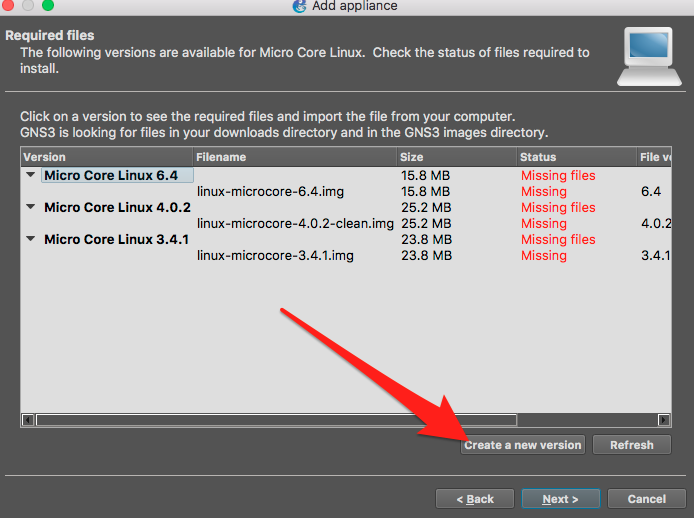 Add appliance
Required files
The following versions are available for Micro Core Linux. Check the status of files required to
install.
Click on a version to see the required files and import the file from your computer.
GNS3 is looking for files in your downloads directory and in the GNS3 images directory.
Version Filename Size Status File ve
Micro Core Linux 6.4 15.8 MB Missing files
linux-microcore-6.4.img 15.8 MB Missing 6.4
Micro Core Linux 4.0.2 25.2 MB Missing files
linux-microcore-4.0.2-clean.img 25.2 MB Missing 4.0.2
Micro Core Linux 3.4.1 23.8 MB Missing files
linux-microcore-3.4.1.img 23.8 MB Missing 3.4.1
Create a new version Refresh
< Back Next > Cancel